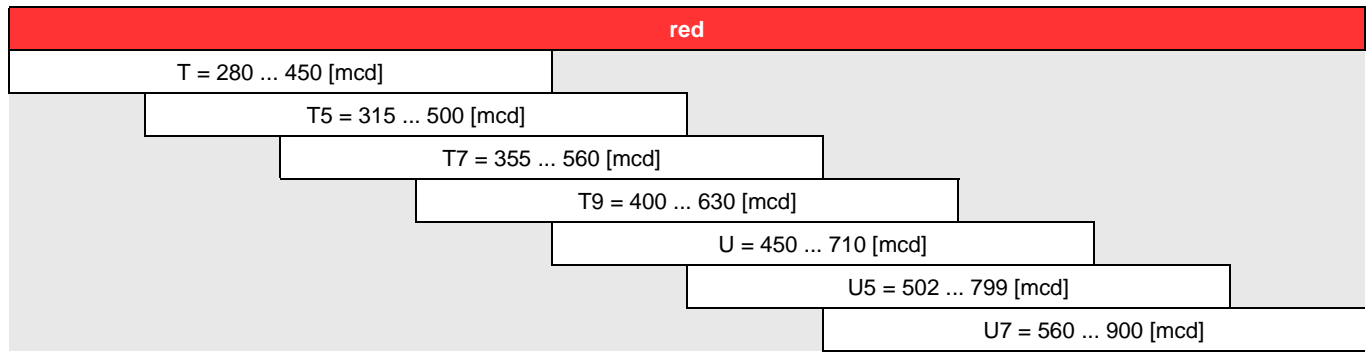 red
T = 280 ... 450 [mcd]
T5 = 315 ... 500 [mcd]
T7 = 355 ... 560 [mcd]
T9 = 400 ... 630 [mcd]
U = 450 ... 710 [mcd]
U5 = 502 ... 799 [mcd]
U7 = 560 ... 900 [mcd]